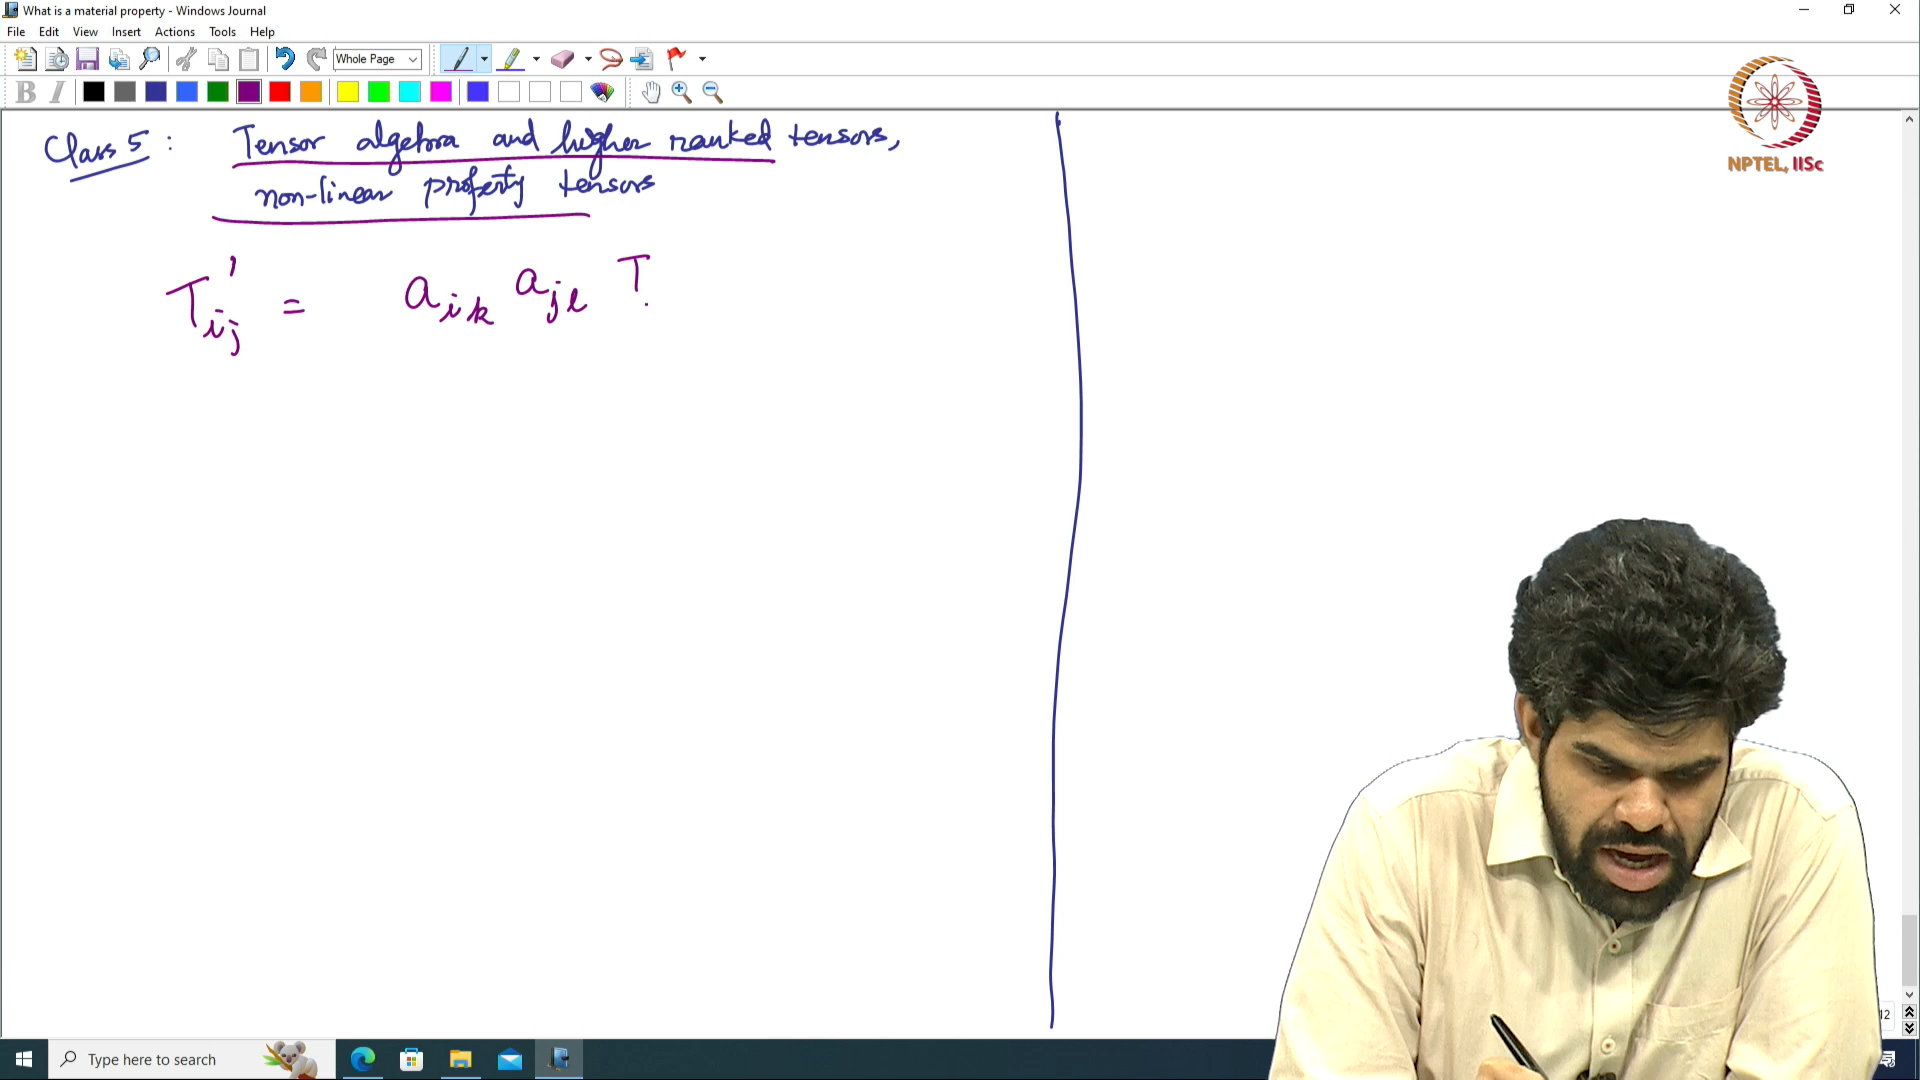 What is a material property - Windows Journal
File Edit View Insert Actions Tools Help
Whole Page
B I
NPTEL, IISc
Class 5 : Tensor algebra and higher ranked tensors,
non-linear property tensors
T'ij = aik ajl T
12
Type here to search